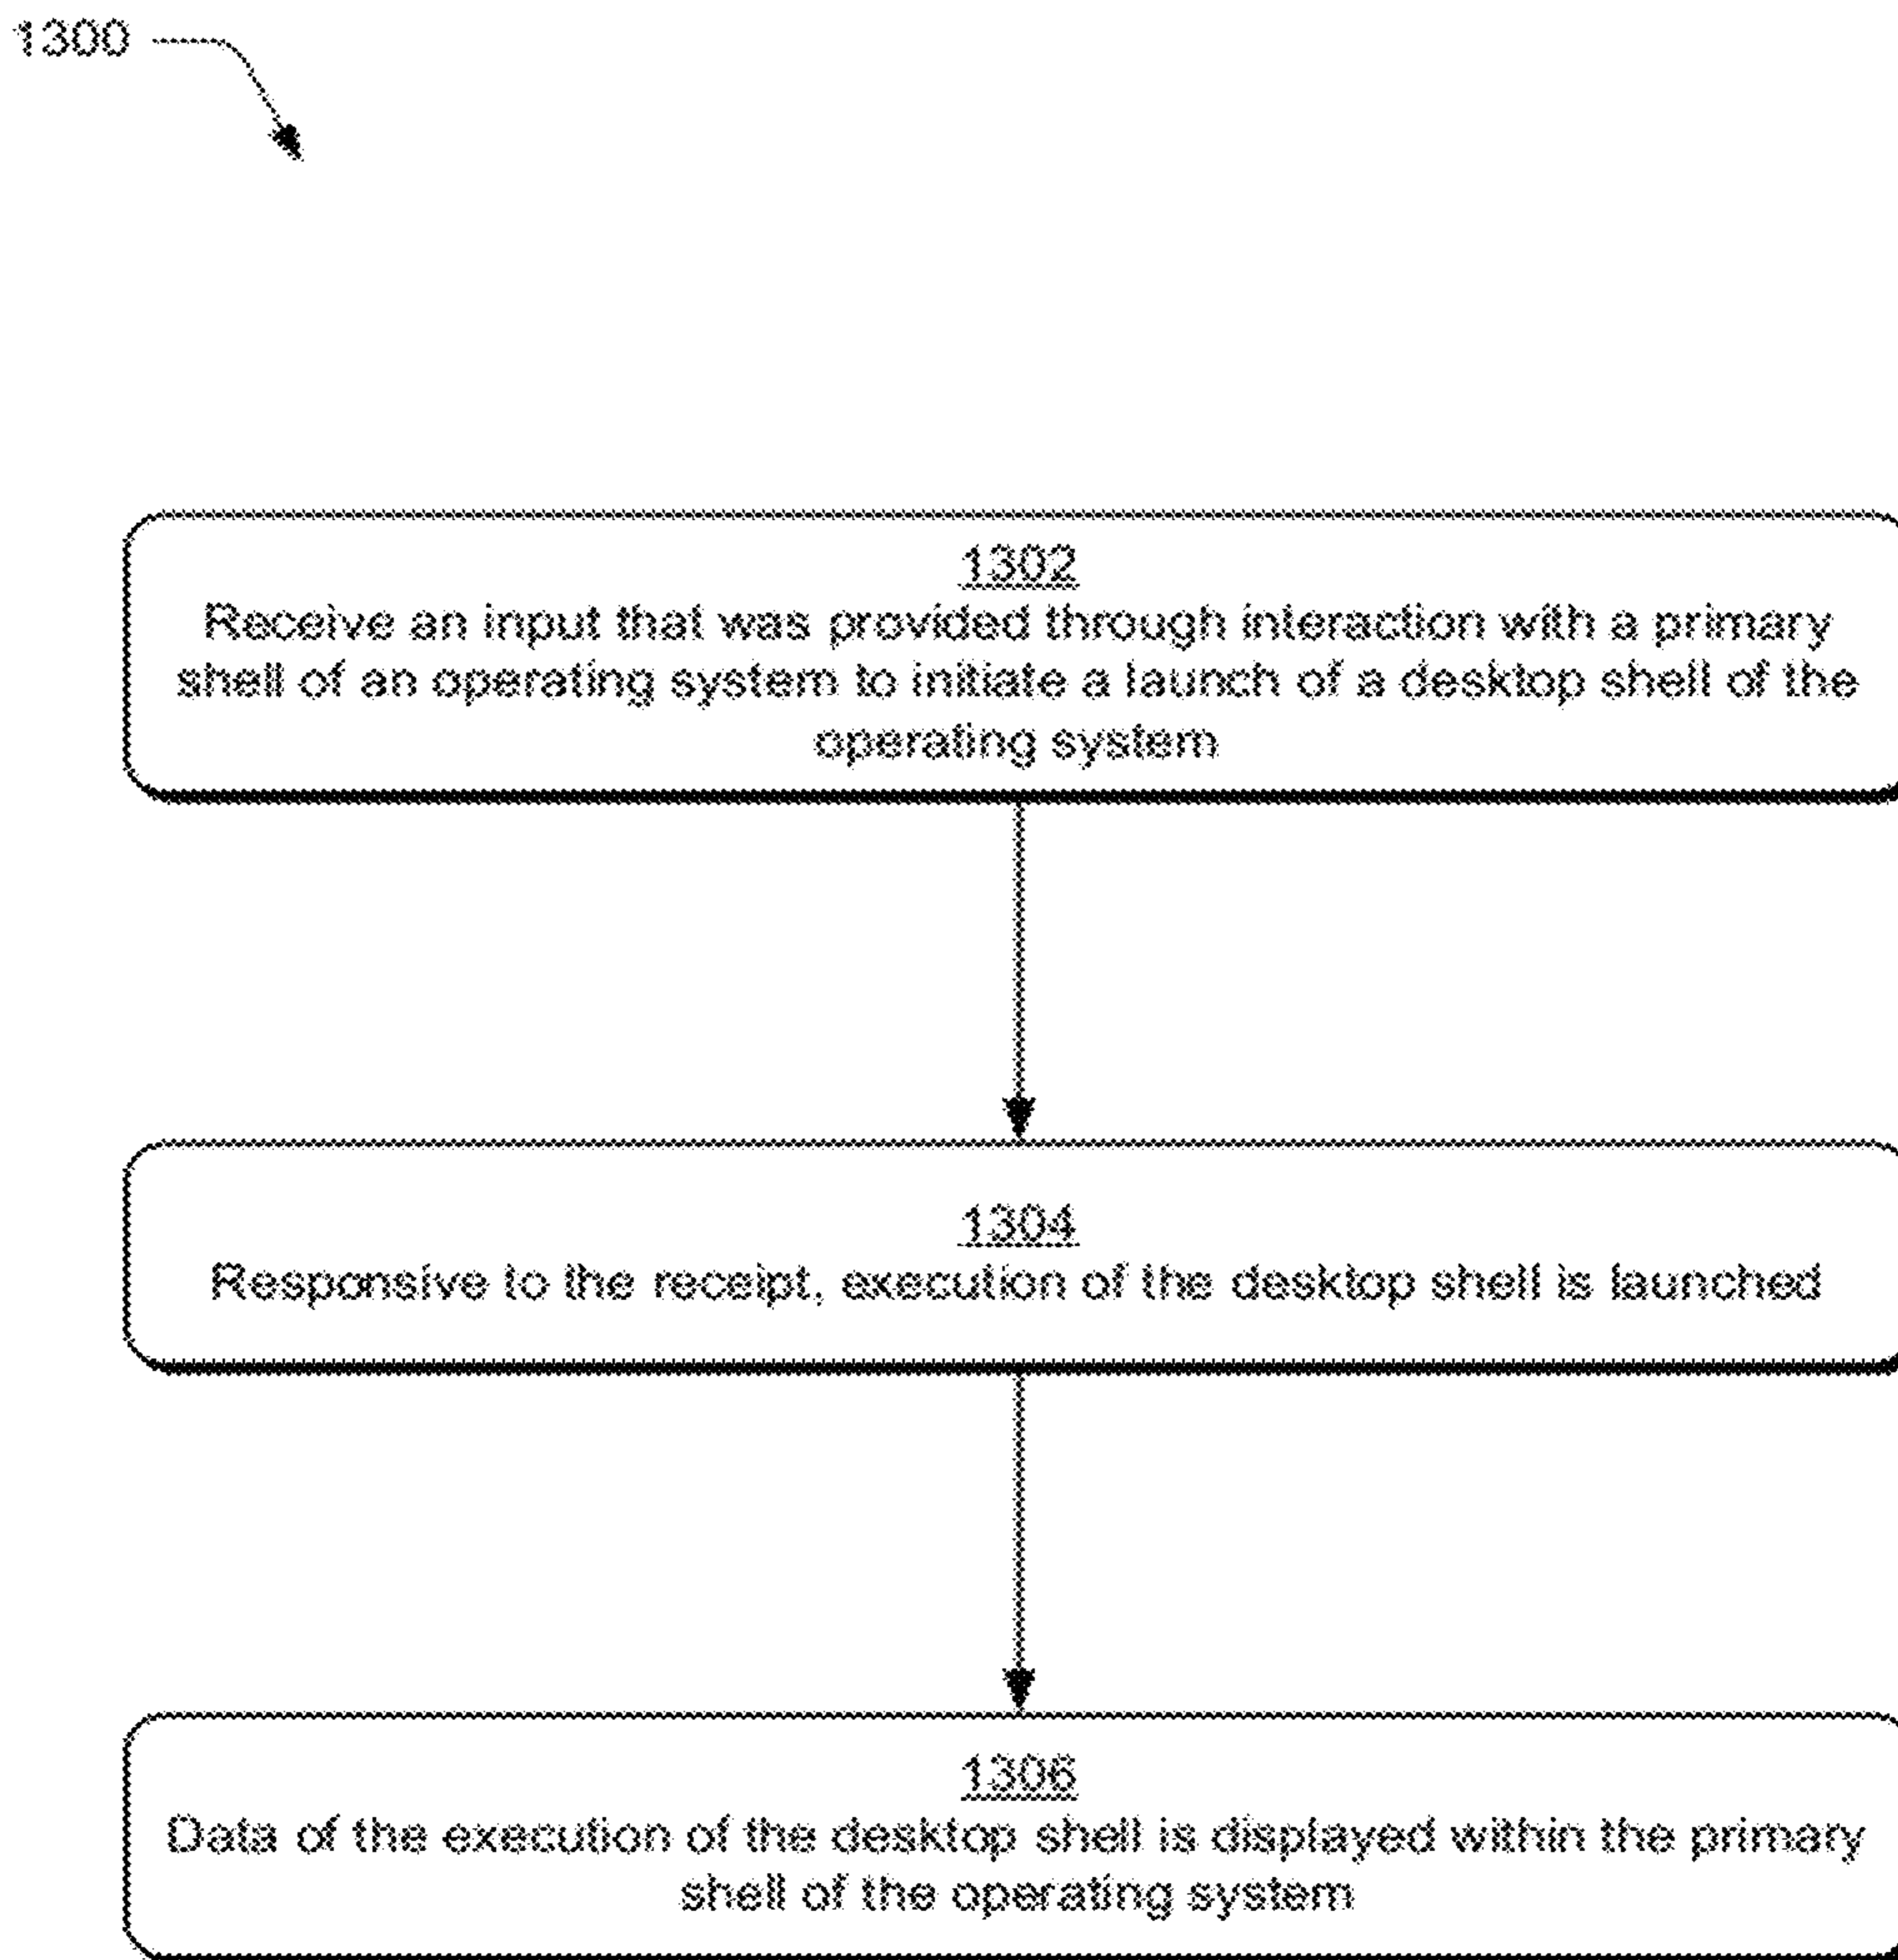 1300
1302
Receive an input that was provided through interaction with a primary
shell of an operating system to initiate a launch of a desktop shell of the
operating system
1304
Responsive to the receipt, execution of the desktop shell is launched
1306
Data of the execution of the desktop shell is displayed within the primary
shell of the operating system